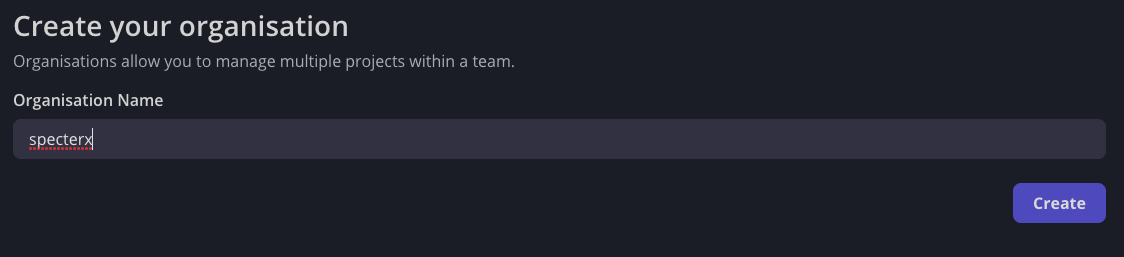 Create your organisation
Organisations allow you to manage multiple projects within a team.
Organisation Name
specterx
Create